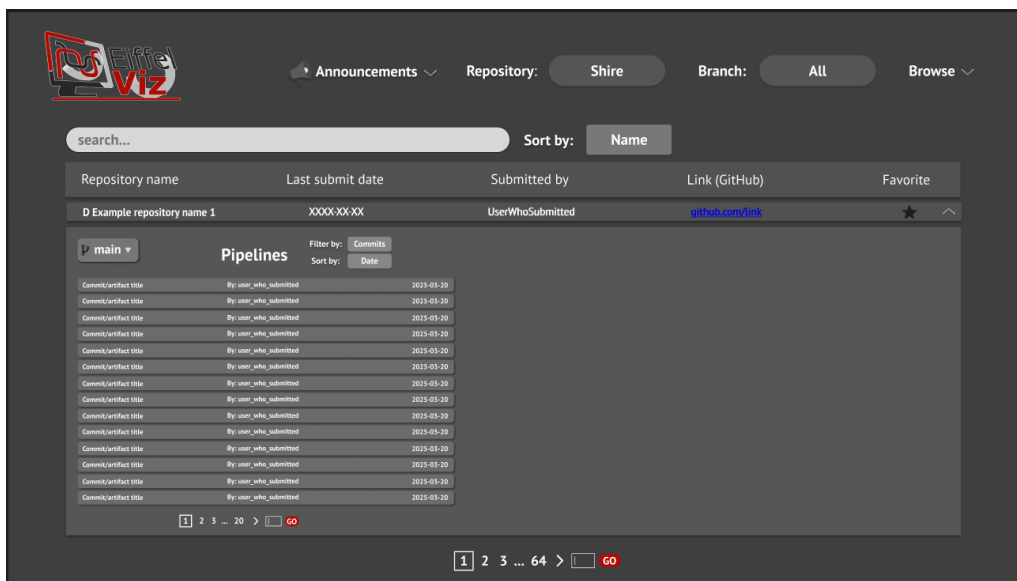 Eiffel
Viz
Announcements Repository: Shire Branch: All Browse
search... Sort by: Name
Repository name Last submit date Submitted by Link (GitHub) Favorite
D Example repository name 1 XXXX-XX-XX UserWhoSubmitted github.com/link
main Pipelines Filter by: Commits
Sort by: Date
Commit/artifact title By: user_who_submitted 2025-03-20
Commit/artifact title By: user_who_submitted 2025-03-20
Commit/artifact title By: user_who_submitted 2025-03-20
Commit/artifact title By: user_who_submitted 2025-03-20
Commit/artifact title By: user_who_submitted 2025-03-20
Commit/artifact title By: user_who_submitted 2025-03-20
Commit/artifact title By: user_who_submitted 2025-03-20
Commit/artifact title By: user_who_submitted 2025-03-20
Commit/artifact title By: user_who_submitted 2025-03-20
Commit/artifact title By: user_who_submitted 2025-03-20
Commit/artifact title By: user_who_submitted 2025-03-20
Commit/artifact title By: user_who_submitted 2025-03-20
Commit/artifact title By: user_who_submitted 2025-03-20
Commit/artifact title By: user_who_submitted 2025-03-20
1 2 3 ... 20 > GO
1 2 3 ... 64 > GO